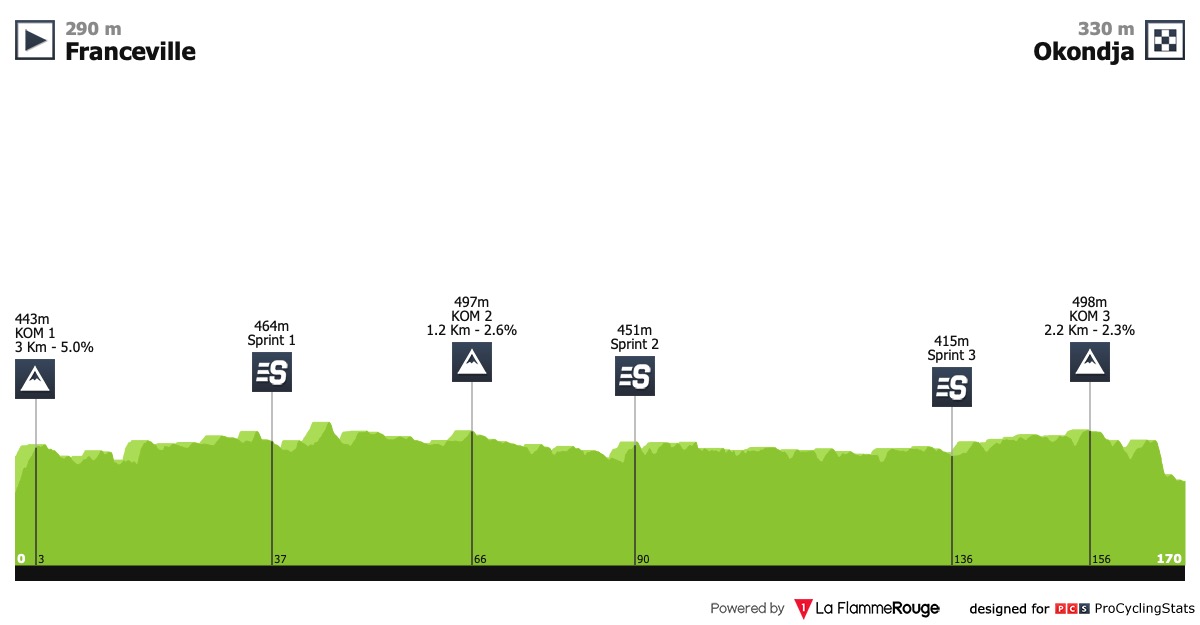 290 m
Franceville
330 m
Okondja
443m
KOM 1
3 Km - 5.0%
464m
Sprint 1
497m
KOM 2
1.2 Km - 2.6%
451m
Sprint 2
415m
Sprint 3
498m
KOM 3
2.2 Km - 2.3%
S
S
S
0 3 37 66 90 136 156 170
Powered by 1 La FlammeRouge designed for PCS ProCyclingStats